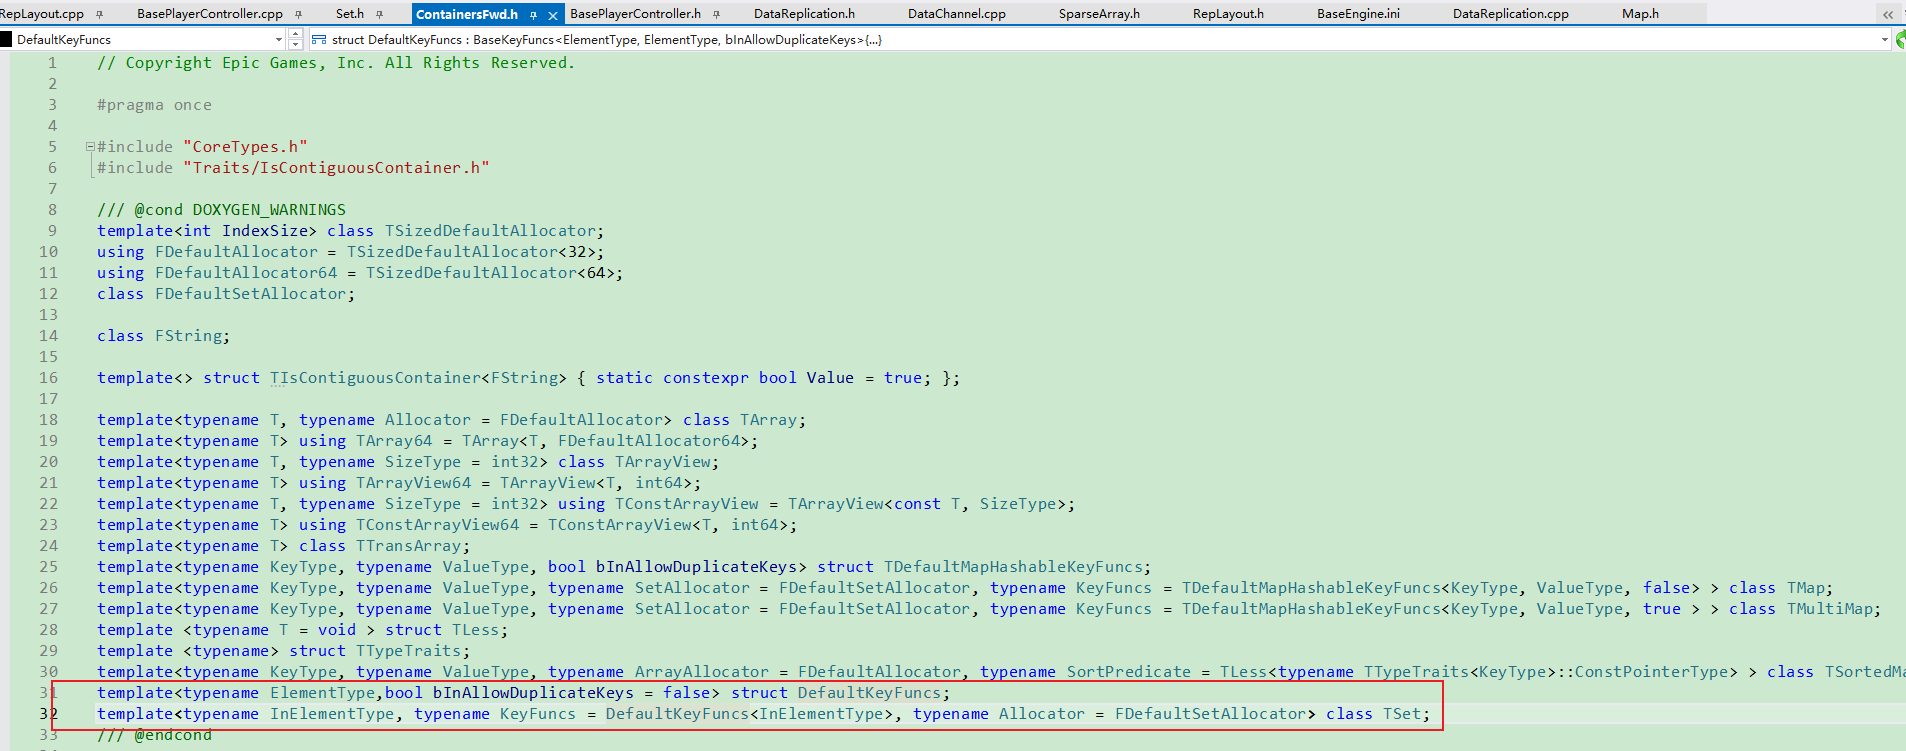 RepLayout.cpp BasePlayerController.cpp Set.h ContainersFwd.h BasePlayerController.h DataReplication.h DataChannel.cpp SparseArray.h RepLayout.h BaseEngine.ini DataReplication.cpp Map.h
DefaultKeyFuncs struct DefaultKeyFuncs : BaseKeyFuncs<ElementType, ElementType, bInAllowDuplicateKeys>{...}
1 // Copyright Epic Games, Inc. All Rights Reserved.
2
3 #pragma once
4
5 #include "CoreTypes.h"
6 #include "Traits/IsContiguousContainer.h"
7
8 /// @cond DOXYGEN_WARNINGS
9 template<int IndexSize> class TSizedDefaultAllocator;
10 using FDefaultAllocator = TSizedDefaultAllocator<32>;
11 using FDefaultAllocator64 = TSizedDefaultAllocator<64>;
12 class FDefaultSetAllocator;
13
14 class FString;
15
16 template<> struct TIsContiguousContainer<FString> { static constexpr bool Value = true; };
17
18 template<typename T, typename Allocator = FDefaultAllocator> class TArray;
19 template<typename T> using TArray64 = TArray<T, FDefaultAllocator64>;
20 template<typename T, typename SizeType = int32> class TArrayView;
21 template<typename T> using TArrayView64 = TArrayView<T, int64>;
22 template<typename T, typename SizeType = int32> using TConstArrayView = TArrayView<const T, SizeType>;
23 template<typename T> using TConstArrayView64 = TConstArrayView<T, int64>;
24 template<typename T> class TTransArray;
25 template<typename KeyType, typename ValueType, bool bInAllowDuplicateKeys> struct TDefaultMapHashableKeyFuncs;
26 template<typename KeyType, typename ValueType, typename SetAllocator = FDefaultSetAllocator, typename KeyFuncs = TDefaultMapHashableKeyFuncs<KeyType, ValueType, false> > class TMap;
27 template<typename KeyType, typename ValueType, typename SetAllocator = FDefaultSetAllocator, typename KeyFuncs = TDefaultMapHashableKeyFuncs<KeyType, ValueType, true > > class TMultiMap;
28 template <typename T = void > struct TLess;
29 template <typename> struct TTypeTraits;
30 template<typename KeyType, typename ValueType, typename ArrayAllocator = FDefaultAllocator, typename SortPredicate = TLess<typename TTypeTraits<KeyType>::ConstPointerType> > class TSortedMa
31 template<typename ElementType,bool bInAllowDuplicateKeys = false> struct DefaultKeyFuncs;
32 template<typename InElementType, typename KeyFuncs = DefaultKeyFuncs<InElementType>, typename Allocator = FDefaultSetAllocator> class TSet;
33 /// @endcond